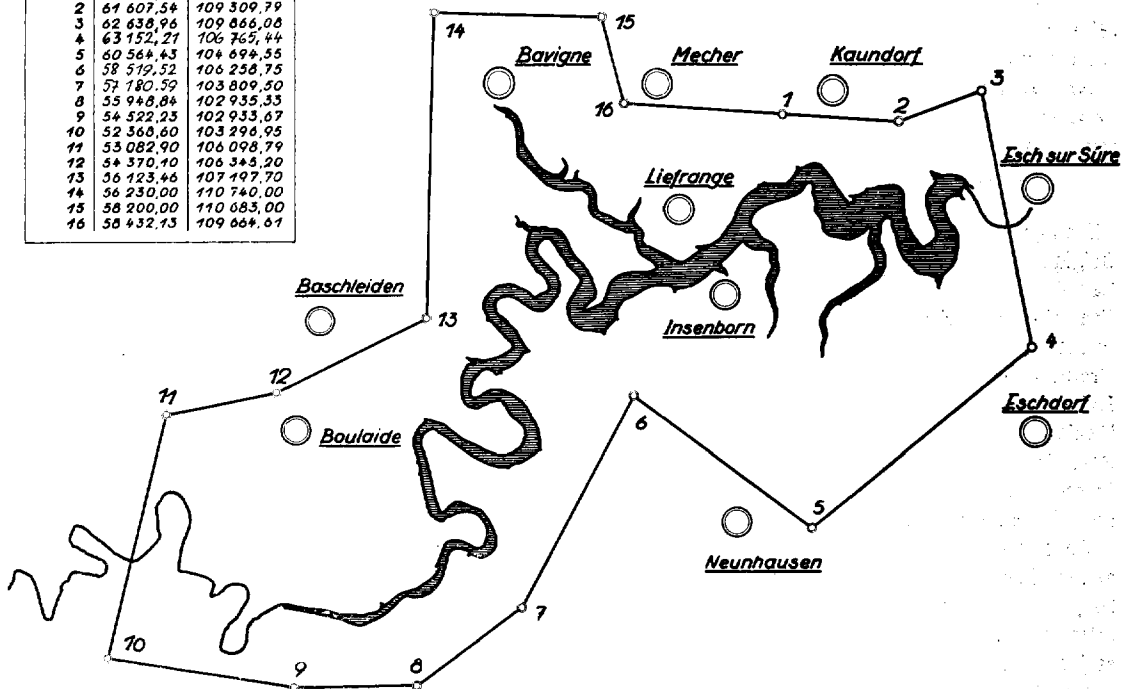 2 61 607,54 109 309,79
3 62 638,96 109 866,08
4 63 152,21 106 765,44
5 60 564,43 104 694,55
6 58 519,52 106 258,75
7 57 180,59 103 809,50
8 55 948,84 102 935,33
9 54 522,23 102 933,67
10 52 368,60 103 296,95
11 53 082,90 106 098,79
12 54 370,10 106 345,20
13 56 123,46 107 197,70
14 56 230,00 110 740,00
15 58 200,00 110 683,00
16 58 432,13 109 664,61
14
15
Bavigne
Mecher
Kaundorf
3
16
1
2
Esch sur Sûre
Liefrange
Baschleiden
13
Insenborn
4
12
11
Boulaide
6
Eschdorf
5
Neunhausen
7
10
9
8